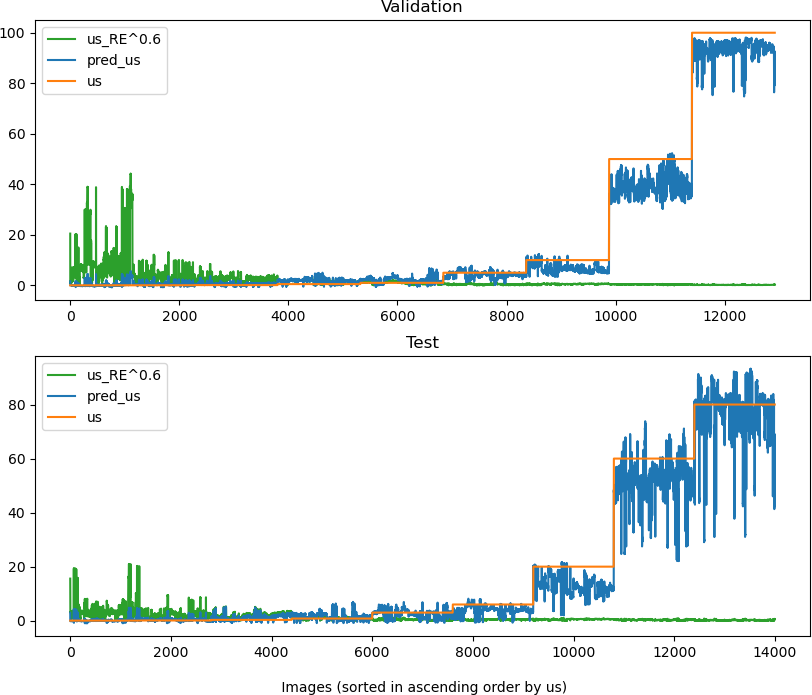 Validation
us_RE^0.6
pred_us
us
100
80
60
40
20
0
0 2000 4000 6000 8000 10000 12000
Test
us_RE^0.6
pred_us
us
80
60
40
20
0
0 2000 4000 6000 8000 10000 12000 14000
Images (sorted in ascending order by us)